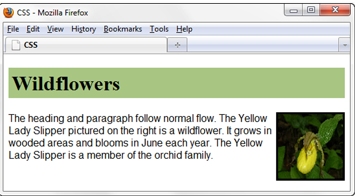 CSS - Mozilla Firefox
File Edit View History Bookmarks Tools Help
CSS
Wildflowers
The heading and paragraph follow normal flow. The Yellow
Lady Slipper pictured on the right is a wildflower. It grows in
wooded areas and blooms in June each year. The Yellow
Lady Slipper is a member of the orchid family.